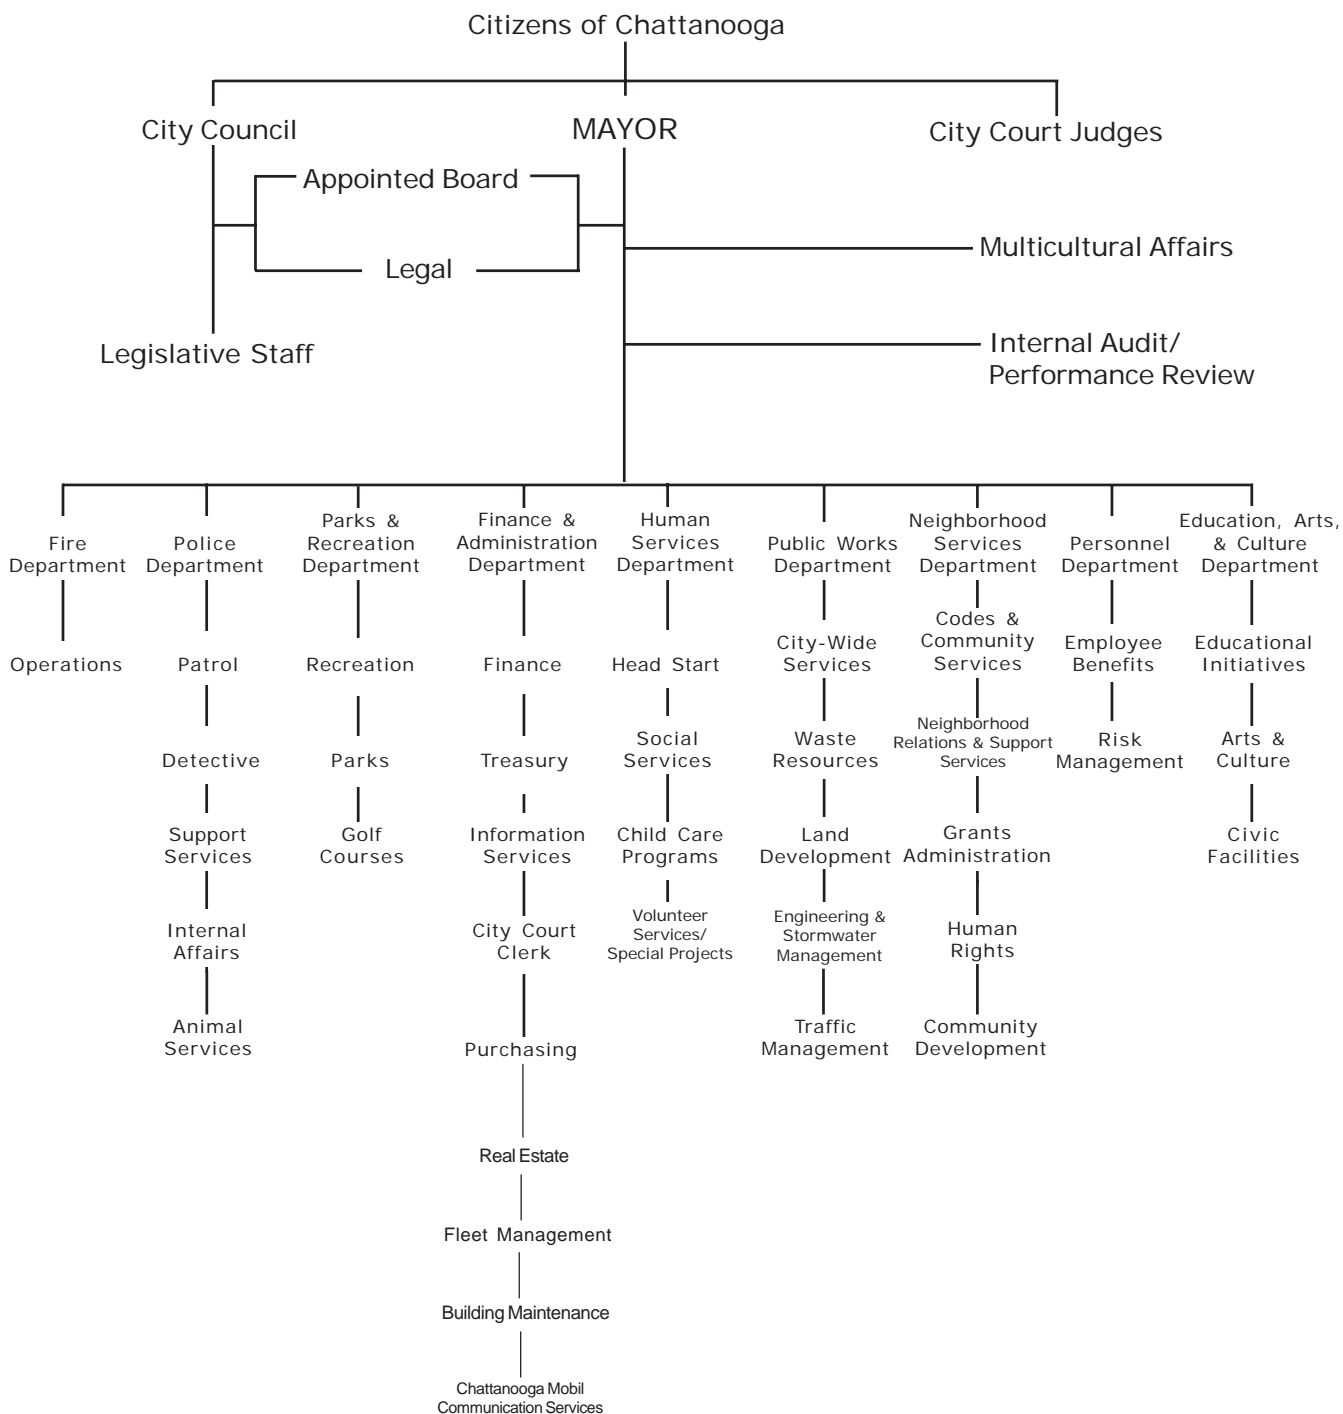 Citizens of Chattanooga
City Council
MAYOR
City Court Judges
Appointed Board
Legal
Multicultural Affairs
Legislative Staff
Internal Audit/
Performance Review
Fire
Department
Operations
Police
Department
Patrol
Detective
Support
Services
Internal
Affairs
Animal
Services
Parks &
Recreation
Department
Recreation
Parks
Golf
Courses
Finance &
Administration
Department
Finance
Treasury
Information
Services
City Court
Clerk
Purchasing
Real Estate
Fleet Management
Building Maintenance
Chattanooga Mobil
Communication Services
Human
Services
Department
Head Start
Social
Services
Child Care
Programs
Volunteer
Services/
Special Projects
Public Works
Department
City-Wide
Services
Waste
Resources
Land
Development
Engineering &
Stormwater
Management
Traffic
Management
Neighborhood
Services
Department
Codes &
Community
Services
Neighborhood
Relations & Support
Services
Grants
Administration
Human
Rights
Community
Development
Personnel
Department
Employee
Benefits
Risk
Management
Education, Arts,
& Culture
Department
Educational
Initiatives
Arts &
Culture
Civic
Facilities